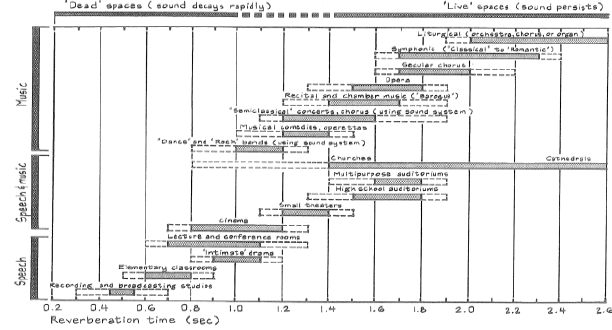 "Dead" spaces (sound decays rapidly)
"Live" spaces (sound persists)
Music
Speech & music
Speech
Liturgical (orchestra, chorus, or organ)
Symphonic ("Classical" to "Romantic")
Secular chorus
Opera
Recital and chamber music ("Baroque")
"Semiclassical" concerts, chorus (using sound system)
Musical comedies, operettas
"Dance" and "Rock" bands (using sound system)
Churches
Cathedrals
Multipurpose auditoriums
High school auditoriums
Small theaters
Cinema
Lecture and conference rooms
"Intimate" drama
Elementary classrooms
Recording and broadcasting studios
0.2 0.4 0.6 0.8 1.0 1.2 1.4 1.6 1.8 2.0 2.2 2.4 2.6
Reverberation time (sec)